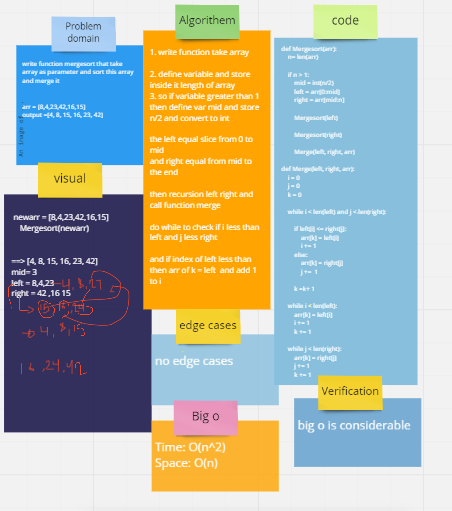 Problem
domain
write function mergesort that take
array as parameter and sort this array
and merge it
arr = [8,4,23,42,16,15]
output =[4, 8, 15, 16, 23, 42]
Algorithem
1. write function take array
2. define variable and store
inside it length of array
3. so if variable greater than 1
then define var mid and store
n/2 and convert to int
the left equal slice from 0 to
mid
and right equal from mid to
the end
then recursion left right and
call function merge
do while to check if i less than
left and j less right
and if index of left less than
then arr of k = left and add 1
to i
code
def Mergesort(arr):
n= len(arr)
if n > 1:
mid = int(n/2)
left = arr[0:mid]
right = arr[mid:n]
Mergesort(left)
Mergesort(right)
Merge(left, right, arr)
def Merge(left, right, arr):
i = 0
j = 0
k = 0
while i < len(left) and j < len(right):
if left[i] <= right[j]:
arr[k] = left[i]
i += 1
else:
arr[k] = right[j]
j += 1
k =k+ 1
while i < len(left):
arr[k] = left[i]
i += 1
k += 1
while j < len(right):
arr[k] = right[j]
j += 1
k += 1
visual
newarr = [8,4,23,42,16,15]
Mergesort(newarr)
==> [4, 8, 15, 16, 23, 42]
mid= 3
left = 8,4,23
right = 42 ,16 15
4, 8, 15
edge cases
no edge cases
Big o
Time: O(n^2)
Space: O(n)
Verification
big o is considerable